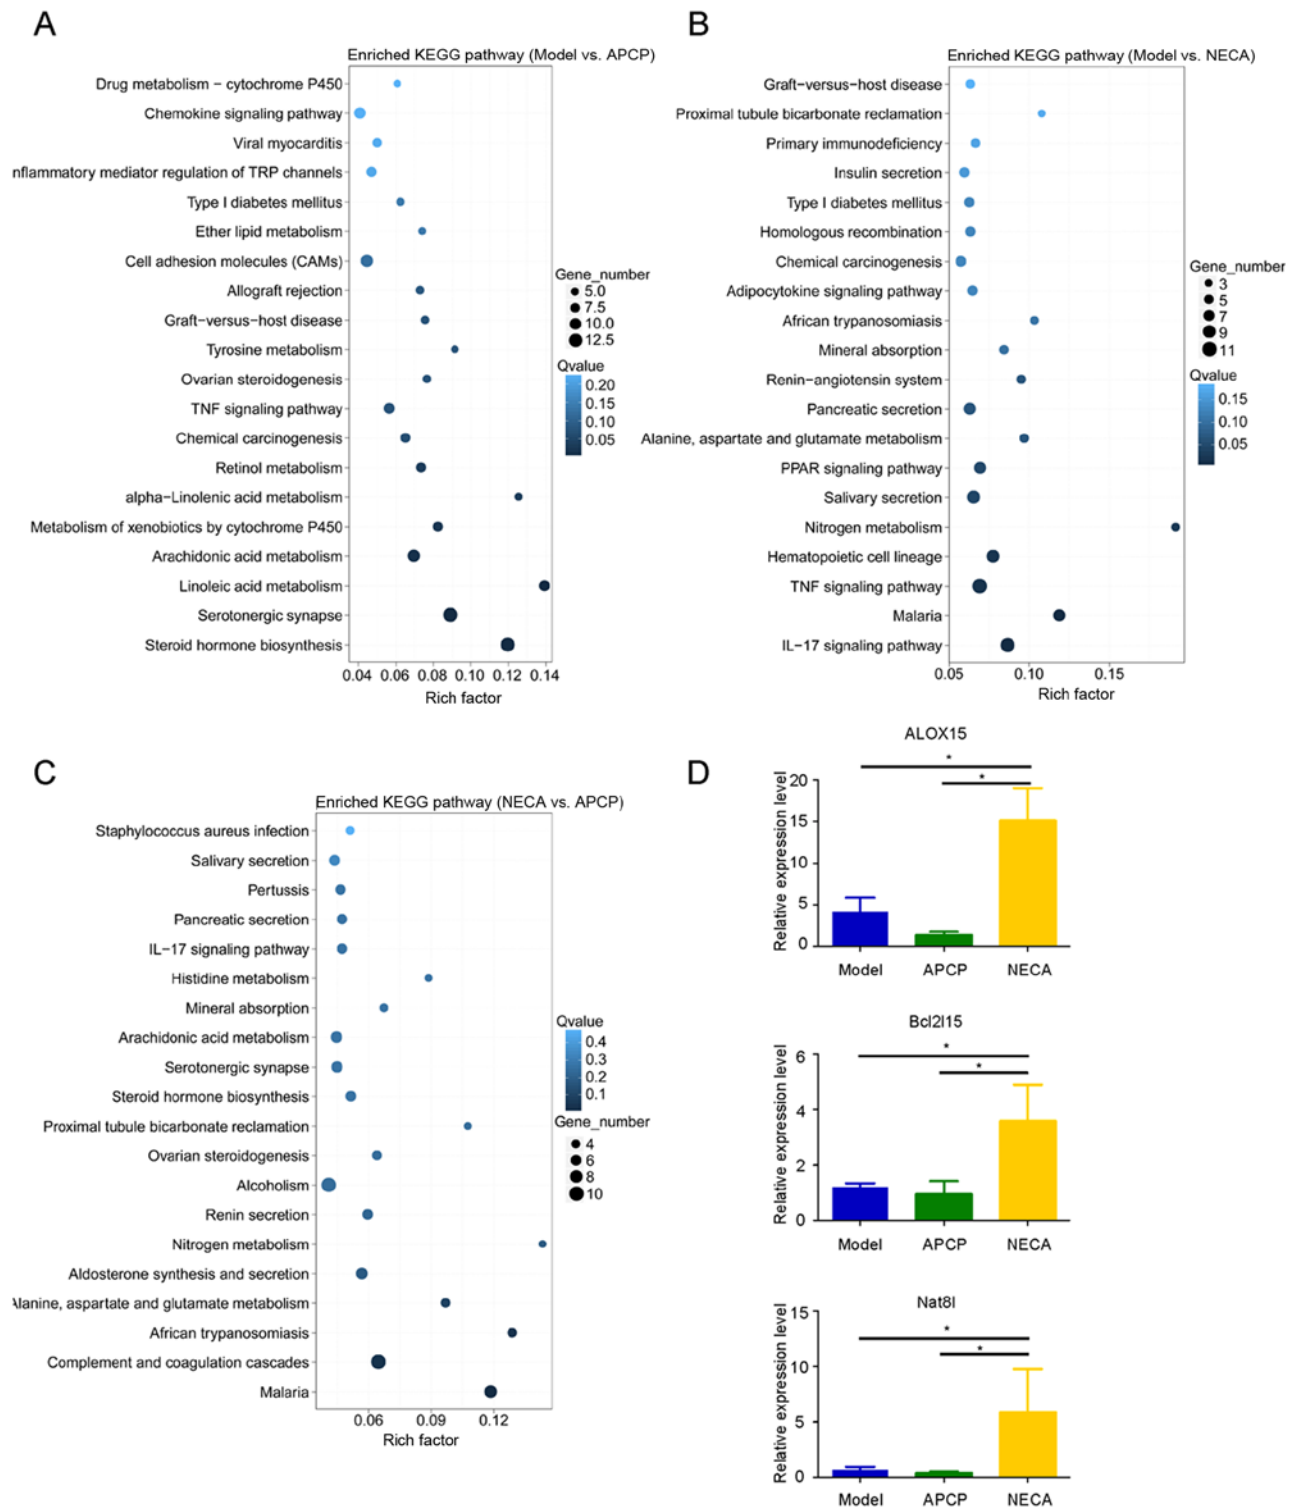 A
Enriched KEGG pathway (Model vs. APCP)
Drug metabolism − cytochrome P450
Chemokine signaling pathway
Viral myocarditis
nflammatory mediator regulation of TRP channels
Type I diabetes mellitus
Ether lipid metabolism
Cell adhesion molecules (CAMs)
Allograft rejection
Graft−versus−host disease
Tyrosine metabolism
Ovarian steroidogenesis
TNF signaling pathway
Chemical carcinogenesis
Retinol metabolism
alpha−Linolenic acid metabolism
Metabolism of xenobiotics by cytochrome P450
Arachidonic acid metabolism
Linoleic acid metabolism
Serotonergic synapse
Steroid hormone biosynthesis
0.04 0.06 0.08 0.10 0.12 0.14
Rich factor
Gene_number
5.0
7.5
10.0
12.5
Qvalue
0.20
0.15
0.10
0.05
B
Enriched KEGG pathway (Model vs. NECA)
Graft−versus−host disease
Proximal tubule bicarbonate reclamation
Primary immunodeficiency
Insulin secretion
Type I diabetes mellitus
Homologous recombination
Chemical carcinogenesis
Adipocytokine signaling pathway
African trypanosomiasis
Mineral absorption
Renin−angiotensin system
Pancreatic secretion
Alanine, aspartate and glutamate metabolism
PPAR signaling pathway
Salivary secretion
Nitrogen metabolism
Hematopoietic cell lineage
TNF signaling pathway
Malaria
IL−17 signaling pathway
0.05 0.10 0.15
Rich factor
Gene_number
3
5
7
9
11
Qvalue
0.15
0.10
0.05
C
Enriched KEGG pathway (NECA vs. APCP)
Staphylococcus aureus infection
Salivary secretion
Pertussis
Pancreatic secretion
IL−17 signaling pathway
Histidine metabolism
Mineral absorption
Arachidonic acid metabolism
Serotonergic synapse
Steroid hormone biosynthesis
Proximal tubule bicarbonate reclamation
Ovarian steroidogenesis
Alcoholism
Renin secretion
Nitrogen metabolism
Aldosterone synthesis and secretion
Alanine, aspartate and glutamate metabolism
African trypanosomiasis
Complement and coagulation cascades
Malaria
0.06 0.09 0.12
Rich factor
Qvalue
0.4
0.3
0.2
0.1
Gene_number
4
6
8
10
D
ALOX15
*
*
Relative expression level
20
15
10
5
0
Model APCP NECA
Bcl2l15
*
*
Relative expression level
6
4
2
0
Model APCP NECA
Nat8l
*
*
Relative expression level
15
10
5
0
Model APCP NECA